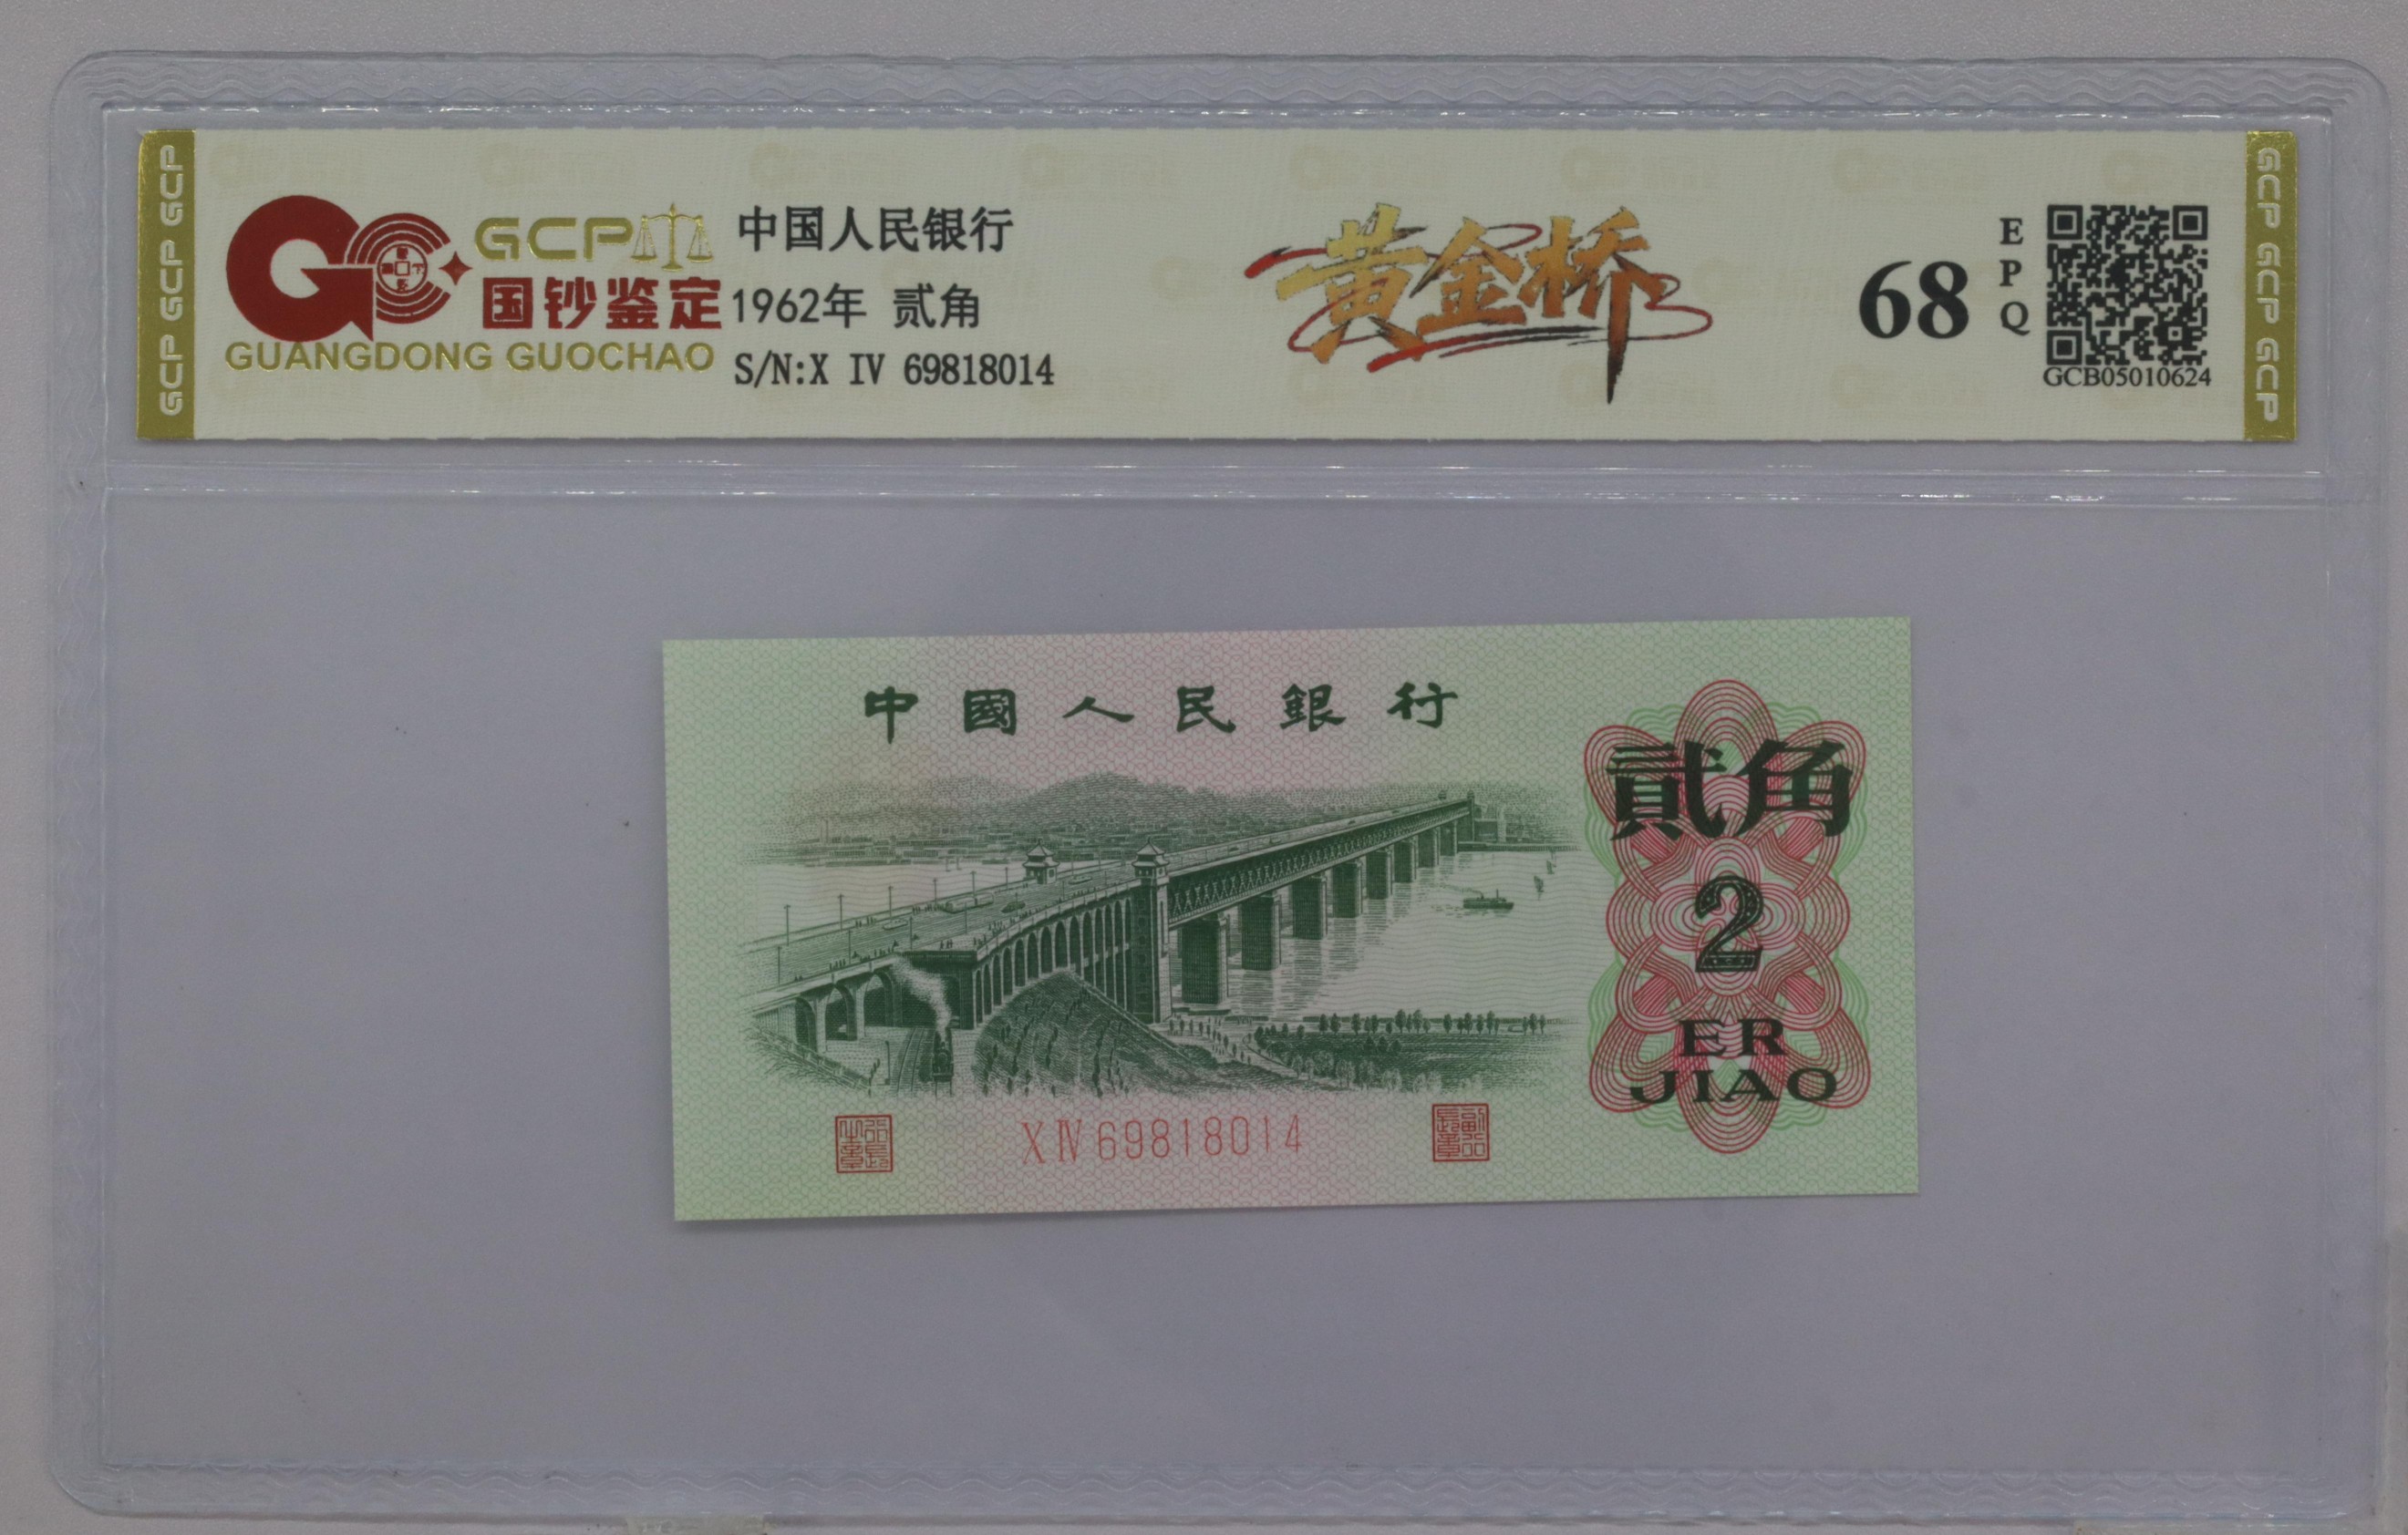 GCP GCP GCP
GCP
国钞鉴定
GUANGDONG GUOCHAO
中国人民银行
1962年 贰角
S/N:X IV 69818014
黄金桥
68
EPQ
GCB05010624
GCP GCP GCP
中國人民銀行
貳角
2
ER
JIAO
X IV 69818014